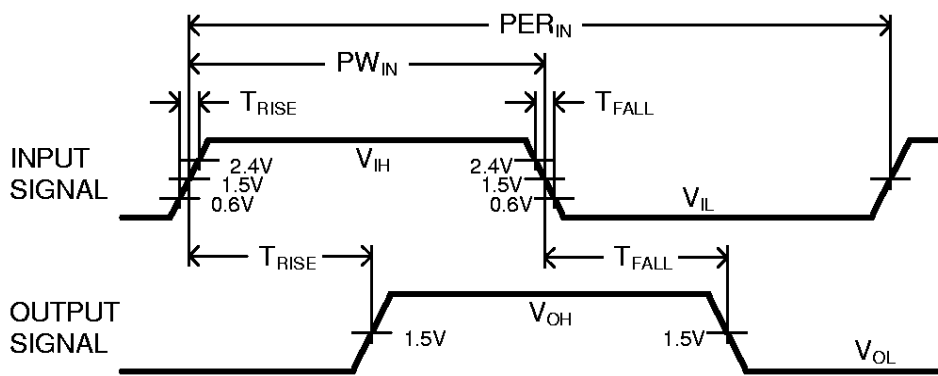 PER_IN
PW_IN
T_RISE
T_FALL
INPUT
SIGNAL
V_IH
2.4V
1.5V
0.6V
2.4V
1.5V
0.6V
V_IL
T_RISE
T_FALL
OUTPUT
SIGNAL
V_OH
1.5V
1.5V
V_OL